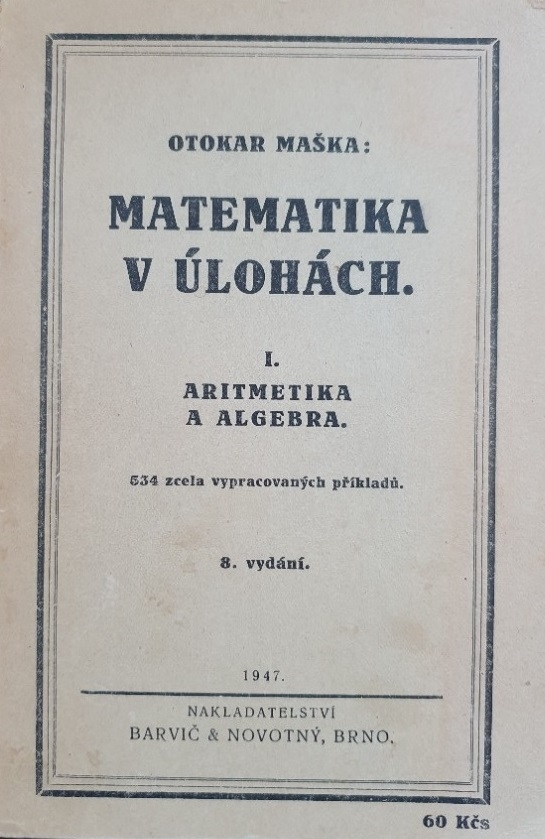 OTOKAR MAŠKA:
MATEMATIKA
V ÚLOHÁCH.
I.
ARITMETIKA
A ALGEBRA.
534 zcela vypracovaných příkladů.
8. vydání.
1947.
NAKLADATELSTVÍ
BARVIČ & NOVOTNÝ, BRNO.
60 Kčs